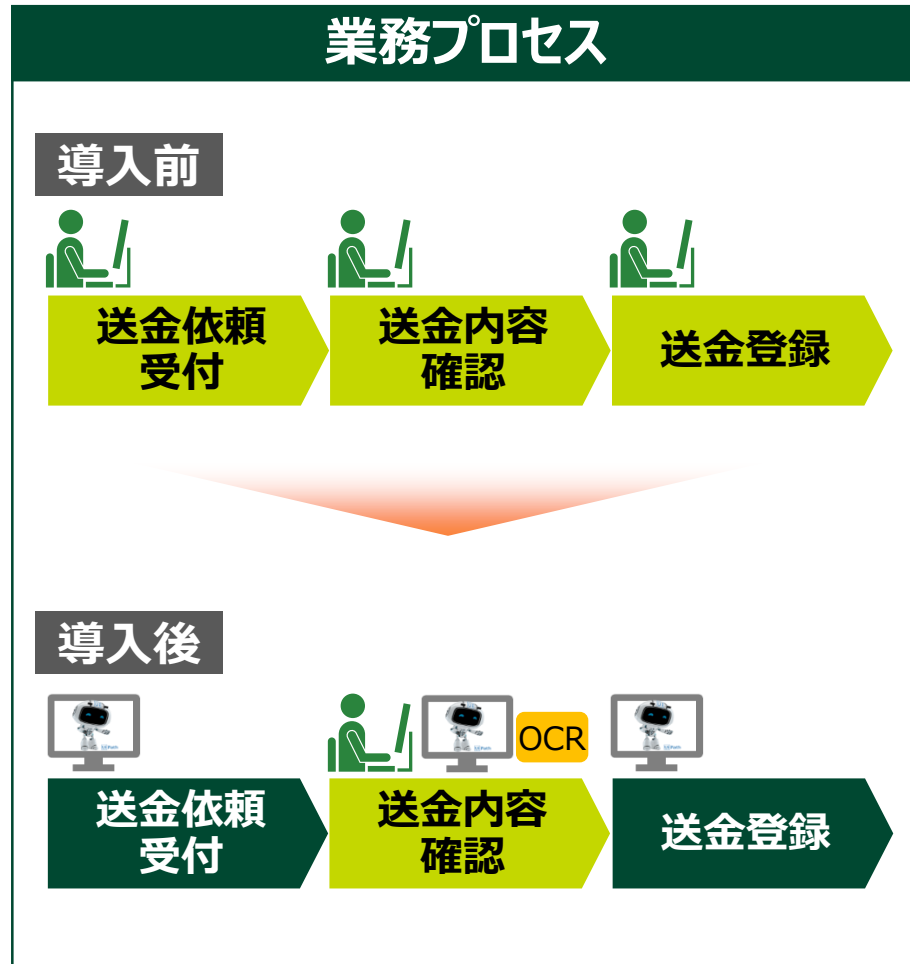 業務プロセス
導入前
送金依頼
受付
送金内容
確認
送金登録
導入後
OCR
送金依頼
受付
送金内容
確認
送金登録